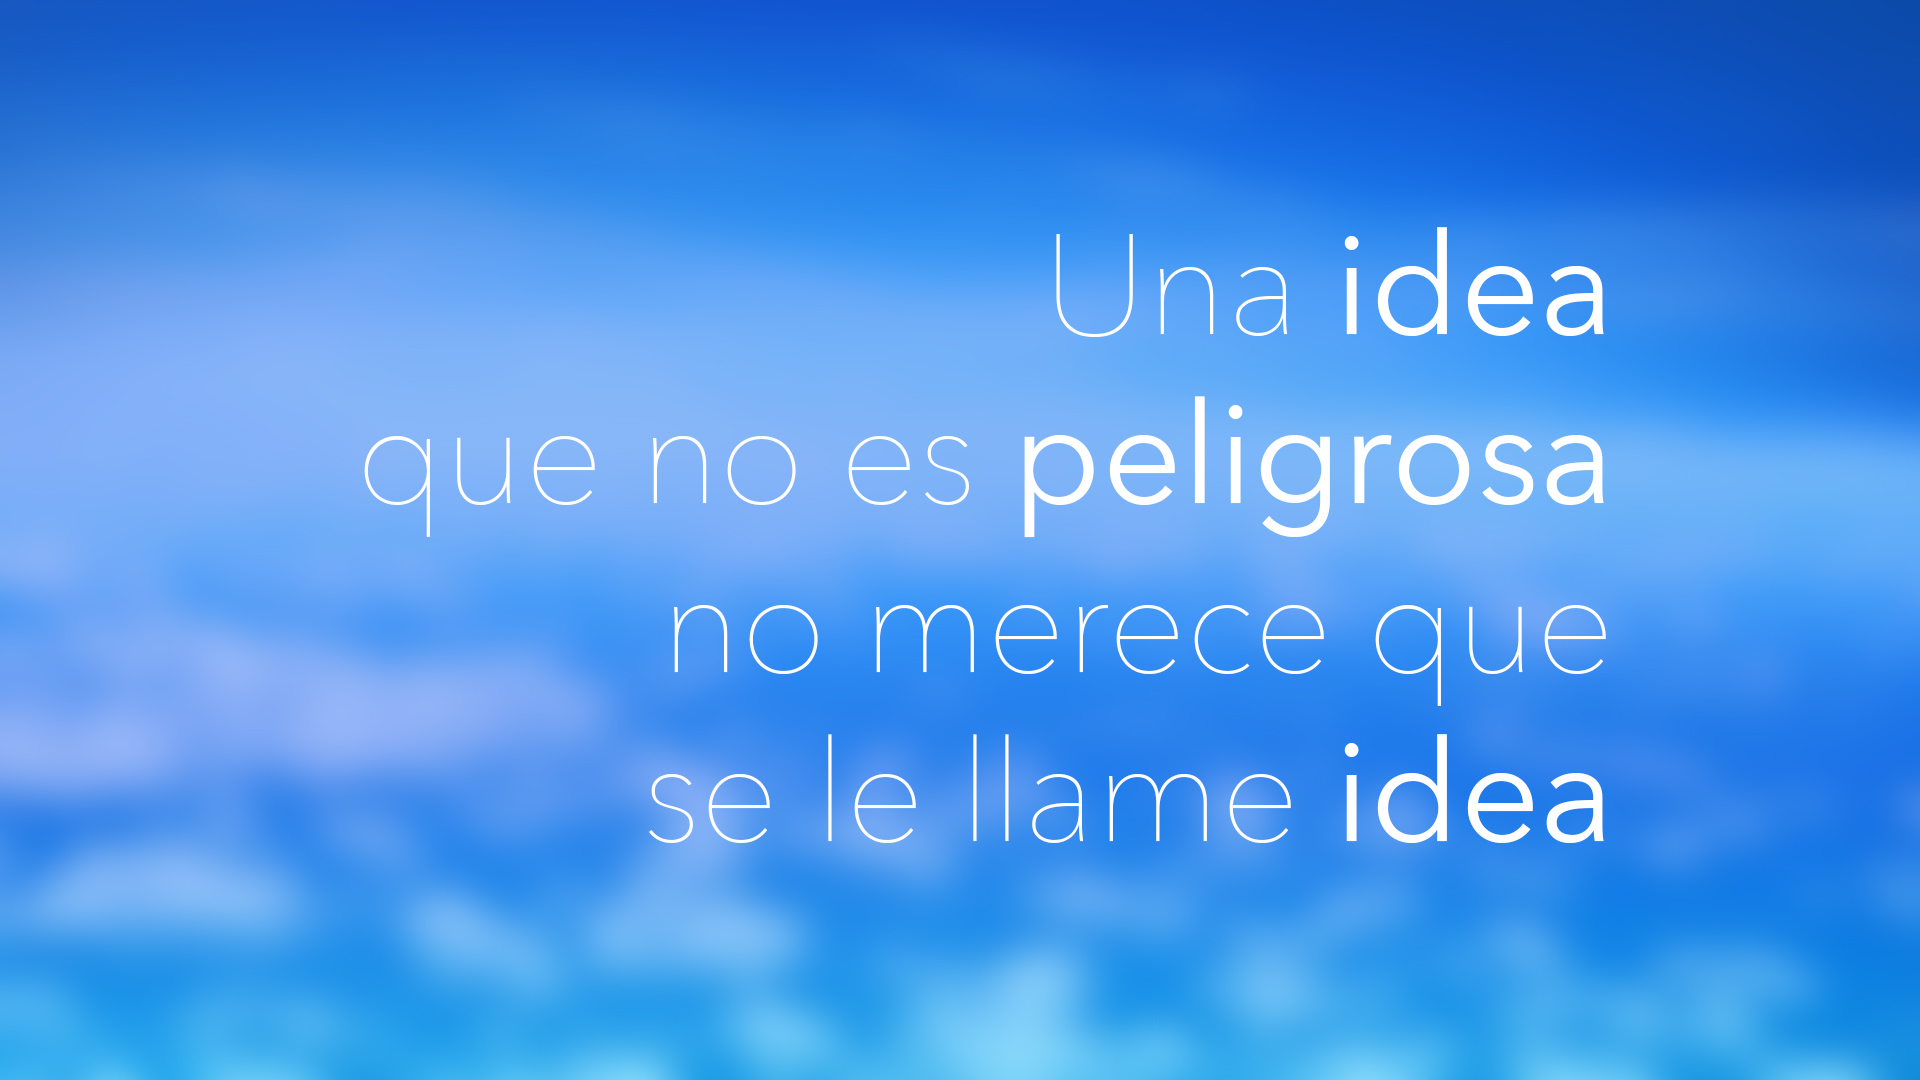 Una idea
que no es peligrosa
no merece que
se le llame idea